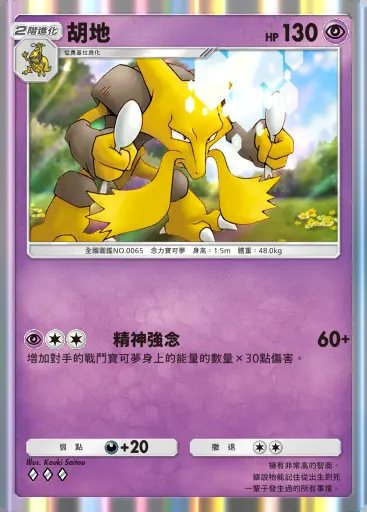 2階進化
胡地
HP 130
從勇基拉進化
全國圖鑑NO.0065 念力寶可夢 身高：1.5m 體重：48.0kg
精神強念 60+
增加對手的戰鬥寶可夢身上的能量的數量×30點傷害。
弱點 +20 撤退
Illus. Kouki Saitou
擁有非常高的智商，
據說牠能記住從出生到死
一輩子發生過的所有事情。